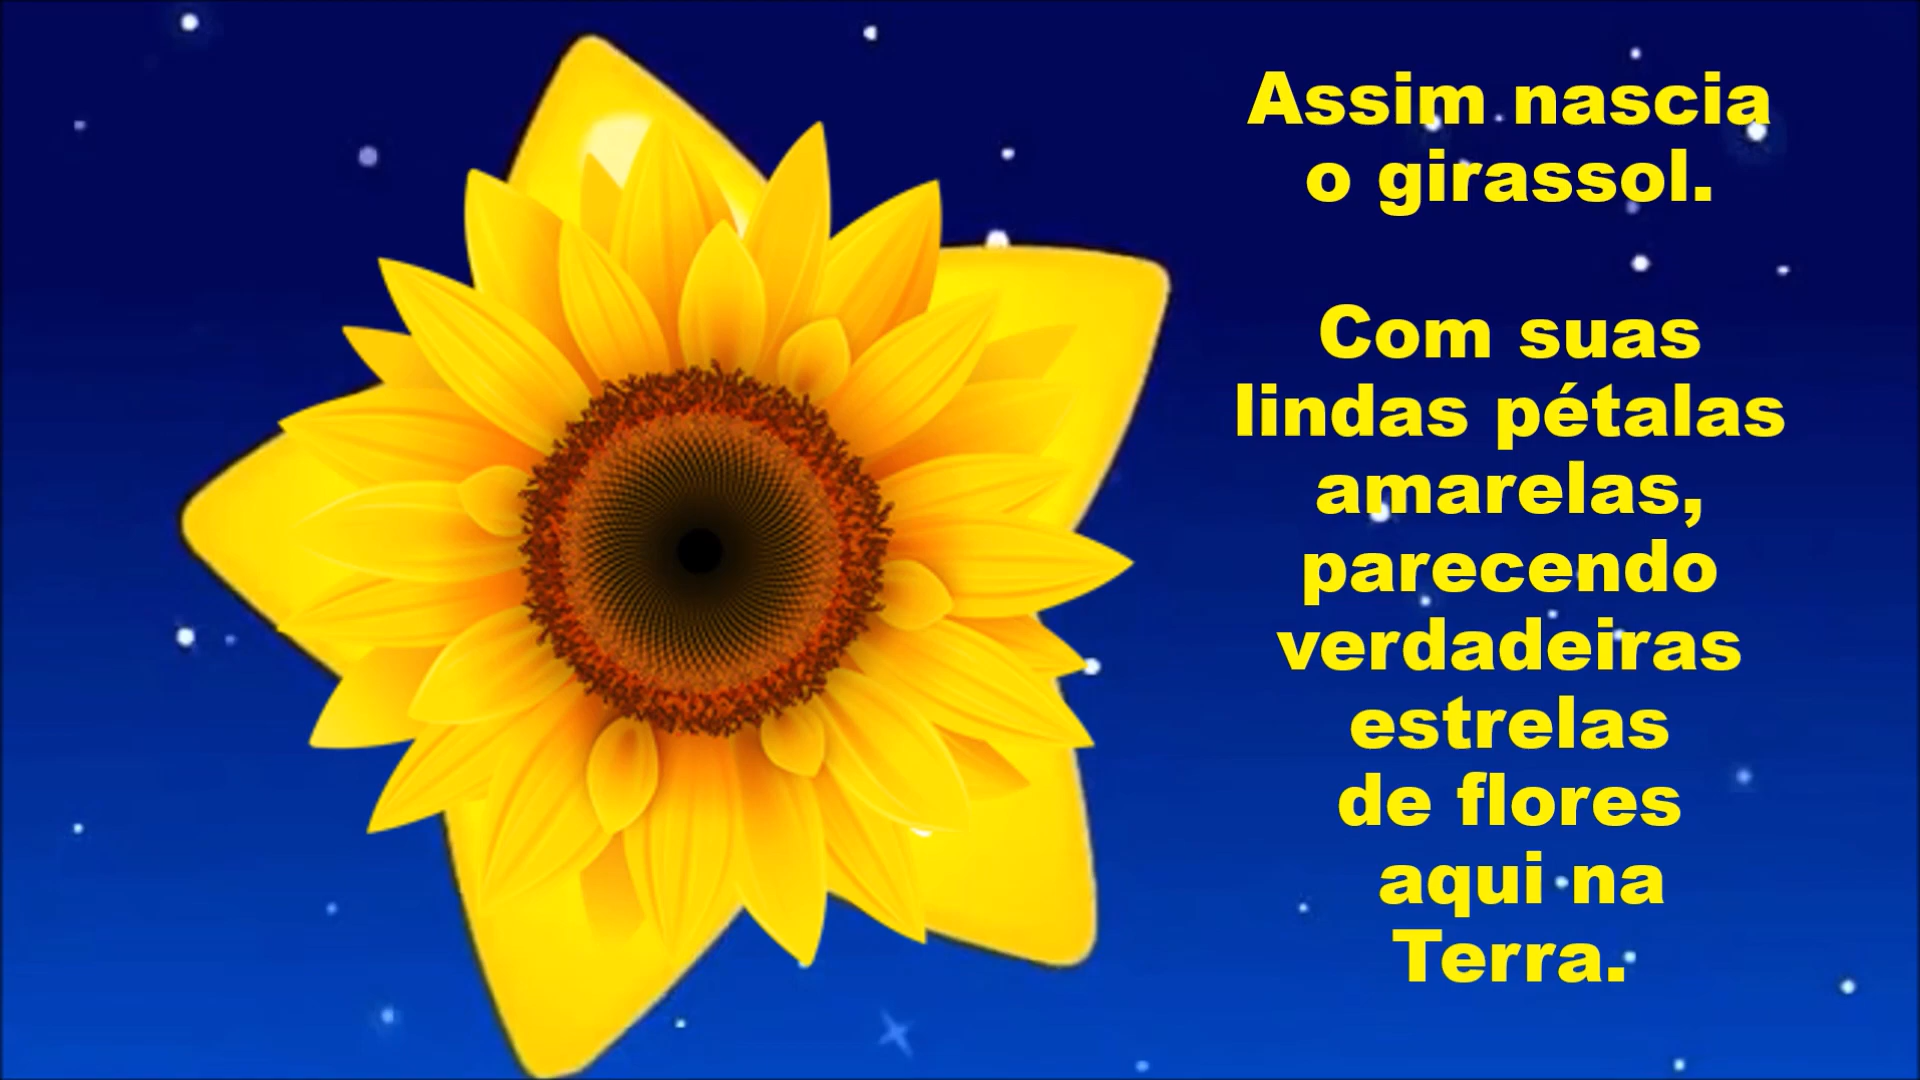 Assim nascia
o girassol.
Com suas
lindas pétalas
amarelas,
parecendo
verdadeiras
estrelas
de flores
aqui na
Terra.